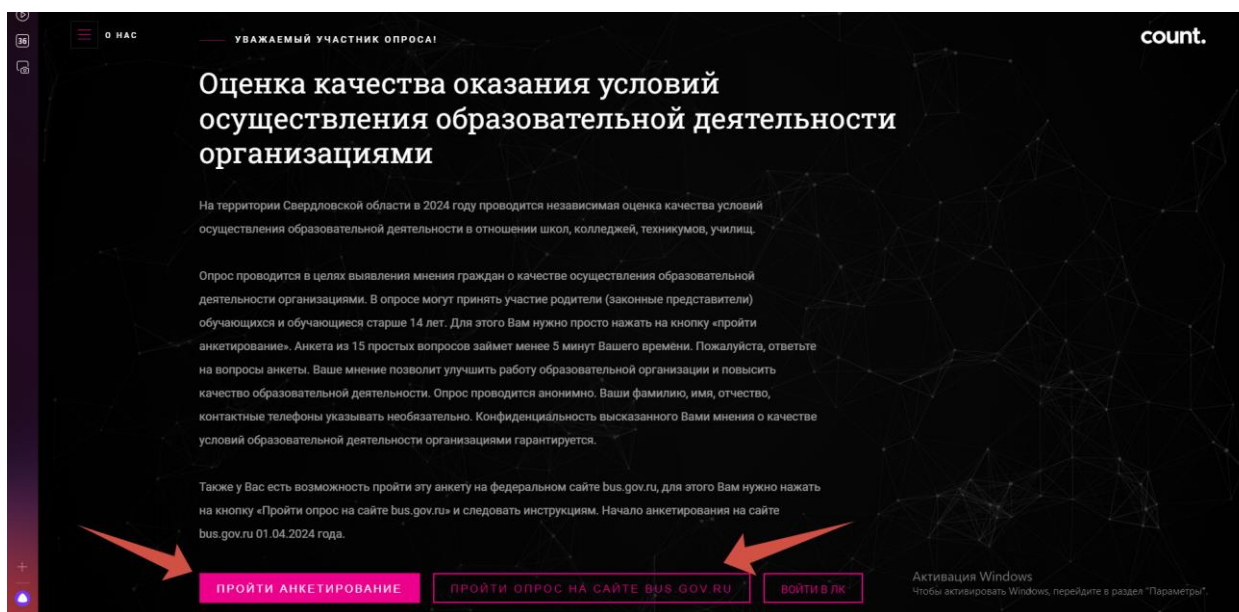 36
О НАС
УВАЖАЕМЫЙ УЧАСТНИК ОПРОСА!
count.
Оценка качества оказания условий
осуществления образовательной деятельности
организациями
На территории Свердловской области в 2024 году проводится независимая оценка качества условий
осуществления образовательной деятельности в отношении школ, колледжей, техникумов, училищ.
Опрос проводится в целях выявления мнения граждан о качестве осуществления образовательной
деятельности организациями. В опросе могут принять участие родители (законные представители)
обучающихся и обучающиеся старше 14 лет. Для этого Вам нужно просто нажать на кнопку «пройти
анкетирование». Анкета из 15 простых вопросов займет менее 5 минут Вашего времени. Пожалуйста, ответьте
на вопросы анкеты. Ваше мнение позволит улучшить работу образовательной организации и повысить
качество образовательной деятельности. Опрос проводится анонимно. Ваши фамилию, имя, отчество,
контактные телефоны указывать необязательно. Конфиденциальность высказанного Вами мнения о качестве
условий образовательной деятельности организациями гарантируется.
Также у Вас есть возможность пройти эту анкету на федеральном сайте bus.gov.ru, для этого Вам нужно нажать
на кнопку «Пройти опрос на сайте bus.gov.ru» и следовать инструкциям. Начало анкетирования на сайте
bus.gov.ru 01.04.2024 года.
ПРОЙТИ АНКЕТИРОВАНИЕ
ПРОЙТИ ОПРОС НА САЙТЕ BUS.GOV.RU
ВОЙТИ В ЛК
Активация Windows
Чтобы активировать Windows, перейдите в раздел "Параметры".